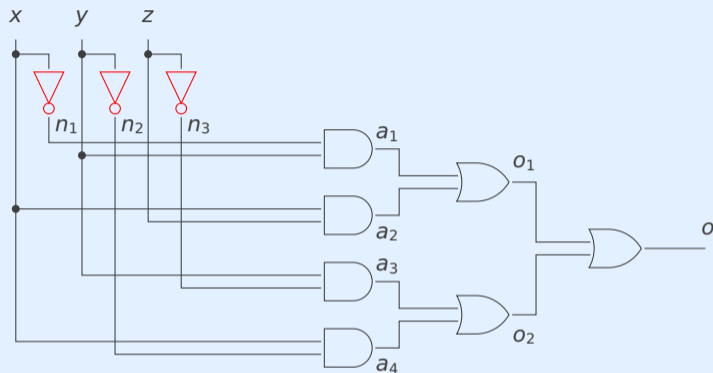 x y z
n₁ n₂ n₃
a₁
o₁
a₂
o
a₃
o₂
a₄